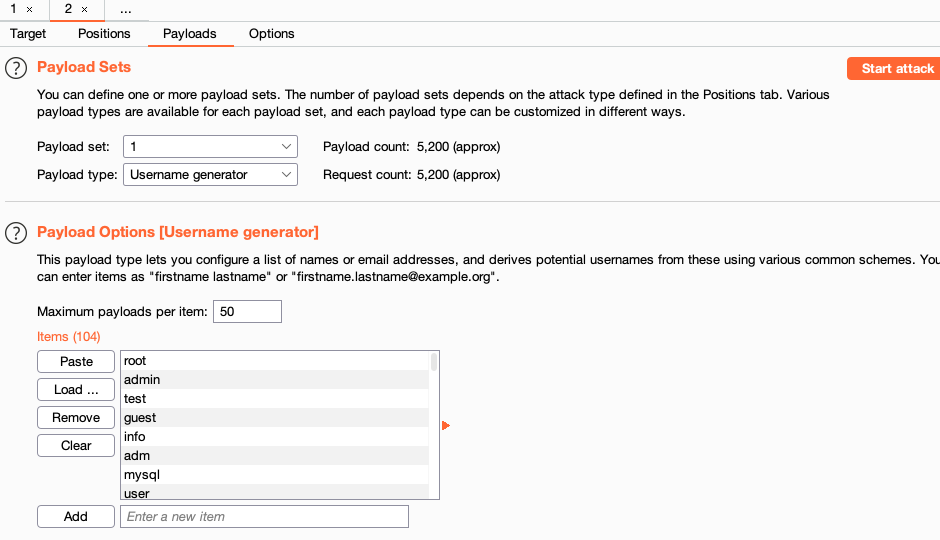 1 × 2 × ...
Target Positions Payloads Options
? Payload Sets Start attack
You can define one or more payload sets. The number of payload sets depends on the attack type defined in the Positions tab. Various
payload types are available for each payload set, and each payload type can be customized in different ways.
Payload set: 1 Payload count: 5,200 (approx)
Payload type: Username generator Request count: 5,200 (approx)
? Payload Options [Username generator]
This payload type lets you configure a list of names or email addresses, and derives potential usernames from these using various common schemes. You
can enter items as "firstname lastname" or "firstname.lastname@example.org".
Maximum payloads per item: 50
Items (104)
Paste root
admin
Load ... test
Remove guest
info
Clear adm
mysql
user
Add Enter a new item